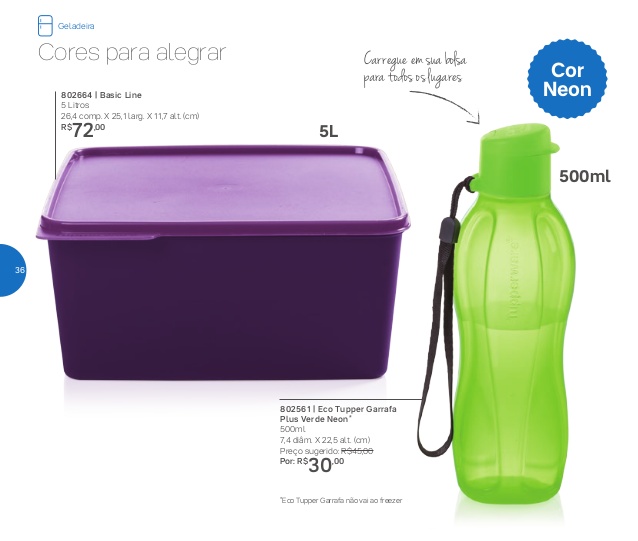 Geladeira
Cores para alegrar
Carregue em sua bolsa
para todos os lugares
Cor
Neon
802664 | Basic Line
5 Litros
26,4 comp. X 25,1 larg. X 11,7 alt. (cm)
R$72,00
5L
500ml
tupperware
36
802561 | Eco Tupper Garrafa
Plus Verde Neon*
500ml
7,4 diâm. X 22,5 alt. (cm)
Preço sugerido: R$45,00
Por: R$30,00
*Eco Tupper Garrafa não vai ao freezer